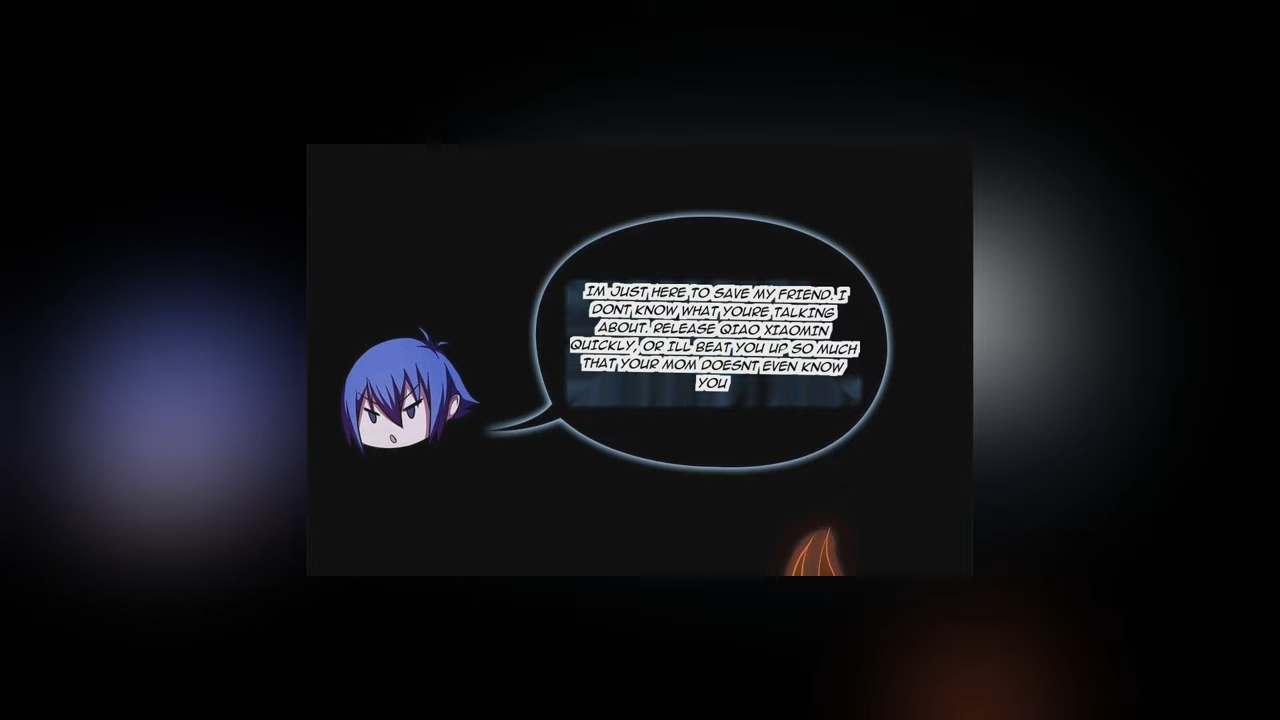 IM JUST HERE TO SAVE MY FRIEND. I
DONT KNOW WHAT YOURE TALKING
ABOUT. RELEASE QIAO XIAOMIN
QUICKLY, OR ILL BEAT YOU UP SO MUCH
THAT YOUR MOM DOESNT EVEN KNOW
YOU